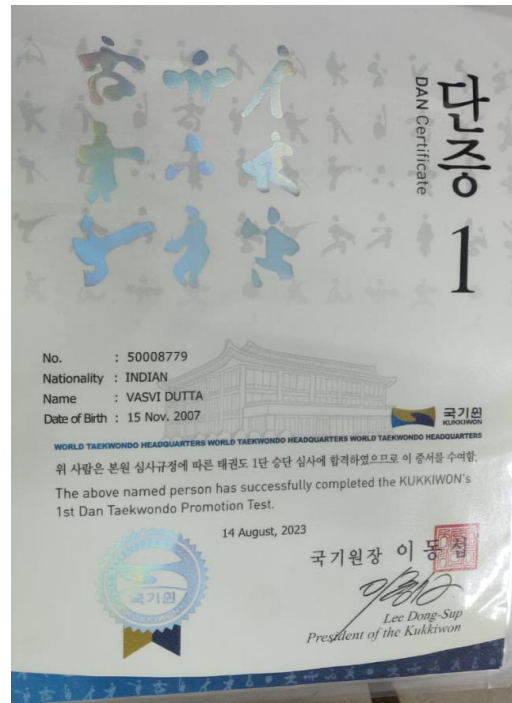 단증
DAN Certificate
1
No. : 50008779
Nationality : INDIAN
Name : VASVI DUTTA
Date of Birth : 15 Nov. 2007
국기원
KUKKIWON
WORLD TAEKWONDO HEADQUARTERS WORLD TAEKWONDO HEADQUARTERS WORLD TAEKWONDO HEADQUARTERS
위 사람은 본원 심사규정에 따른 태권도 1단 승단 심사에 합격하였으므로 이 증서를 수여함.
The above named person has successfully completed the KUKKIWON's
1st Dan Taekwondo Promotion Test.
14 August, 2023
국기원장 이 동 섭
국기원
Lee Dong-Sup
President of the Kukkiwon